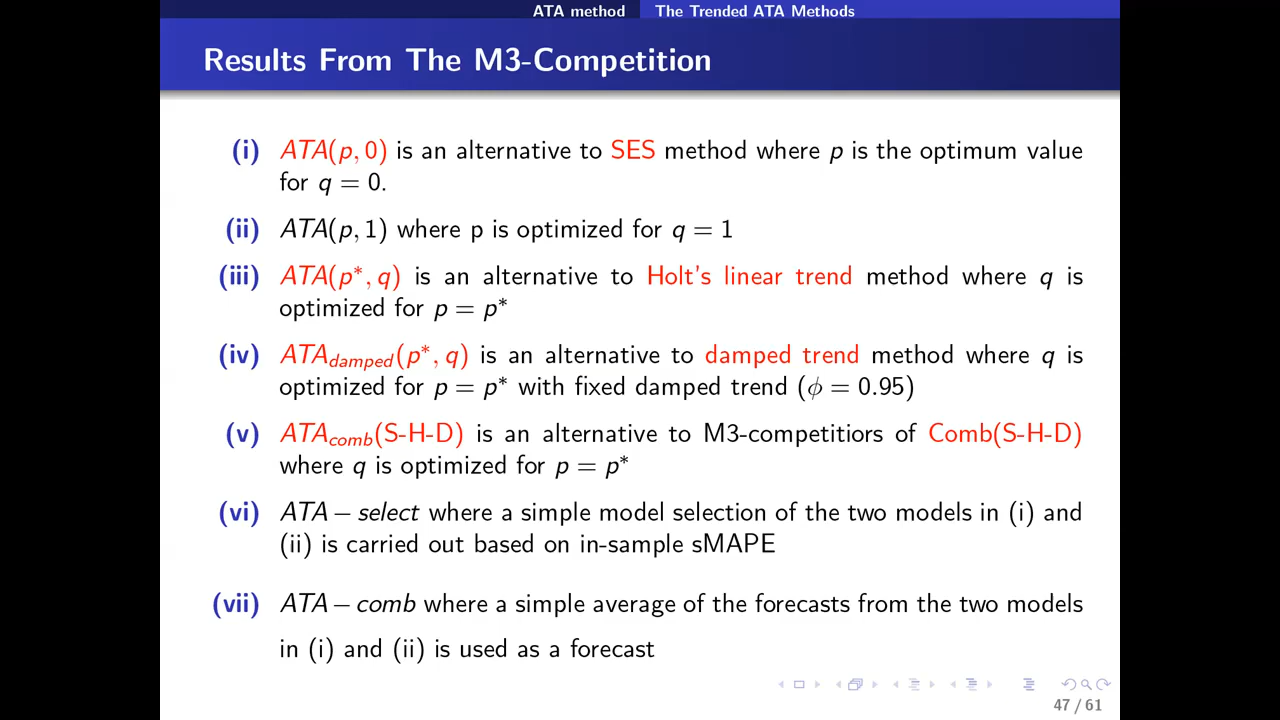 ATA method The Trended ATA Methods
Results From The M3-Competition
(i) ATA(p, 0) is an alternative to SES method where p is the optimum value
for q = 0.
(ii) ATA(p, 1) where p is optimized for q = 1
(iii) ATA(p*, q) is an alternative to Holt's linear trend method where q is
optimized for p = p*
(iv) ATAdamped(p*, q) is an alternative to damped trend method where q is
optimized for p = p* with fixed damped trend (ϕ = 0.95)
(v) ATAcomb(S-H-D) is an alternative to M3-competitiors of Comb(S-H-D)
where q is optimized for p = p*
(vi) ATA − select where a simple model selection of the two models in (i) and
(ii) is carried out based on in-sample sMAPE
(vii) ATA − comb where a simple average of the forecasts from the two models
in (i) and (ii) is used as a forecast
47 / 61